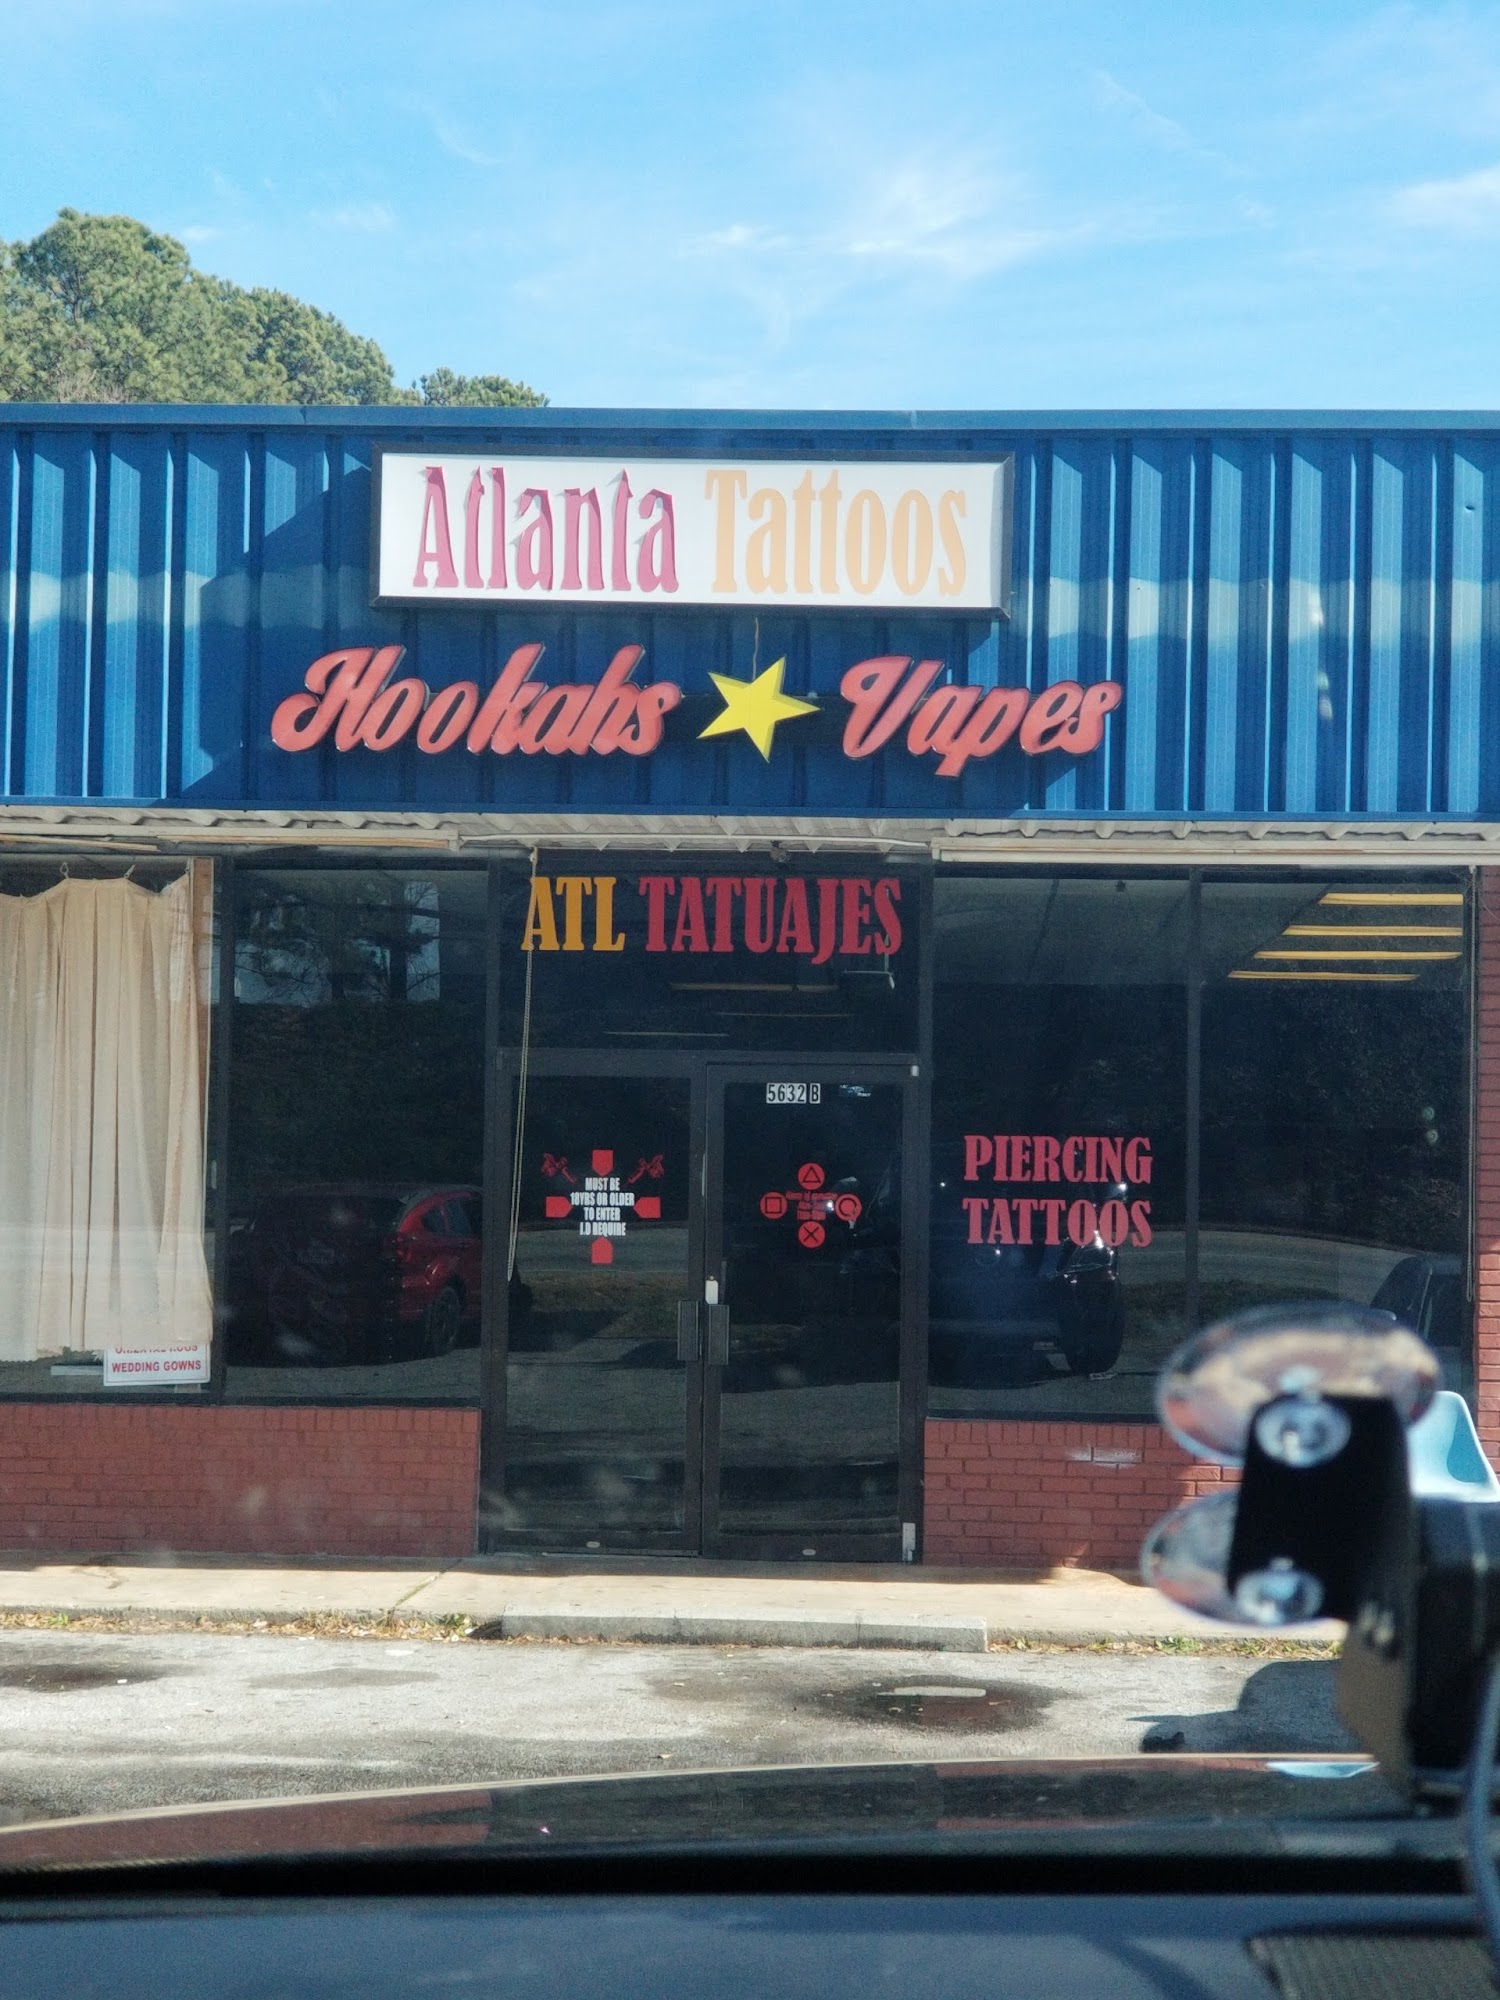 Atlanta Tattoos
Hookahs Vapes
ATL TATUAJES
5632 B
MUST BE
18YRS OR OLDER
TO ENTER
I.D REQUIRE
PIERCING
TATTOOS
WEDDING GOWNS